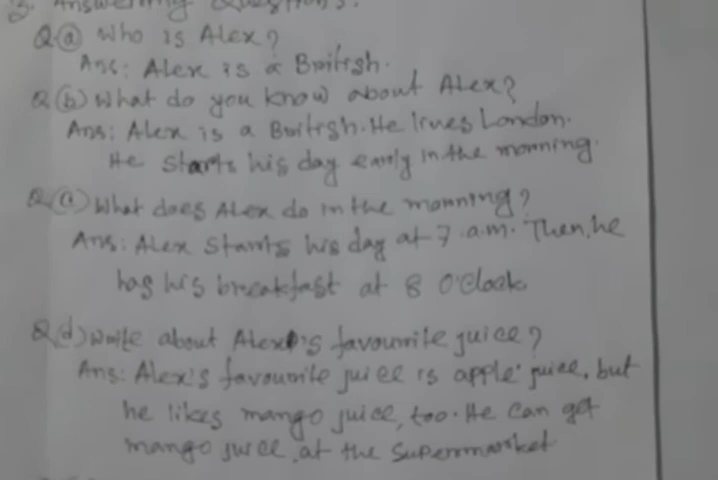 3. Answering Questions:
Q(a) Who is Alex?
Ans: Alex is a British.
Q(b) What do you know about Alex?
Ans: Alex is a British. He lives London.
He starts his day early in the morning.
Q(c) What does Alex do in the morning?
Ans: Alex starts his day at 7 a.m. Then, he
has his breakfast at 8 O'Clock
Q(d) Write about Alex's favourite juice?
Ans: Alex's favourite juice is apple juice, but
he likes mango juice, too. He can get
mango juice, at the supermarket